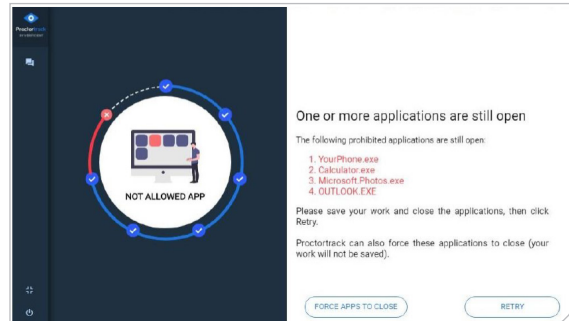 Proctortrack
NOT ALLOWED APP
One or more applications are still open
The following prohibited applications are still open:
1. YourPhone.exe
2. Calculator.exe
3. Microsoft.Photos.exe
4. OUTLOOK.EXE
Please save your work and close the applications, then click
Retry.
Proctortrack can also force these applications to close (your
work will not be saved).
FORCE APPS TO CLOSE
RETRY